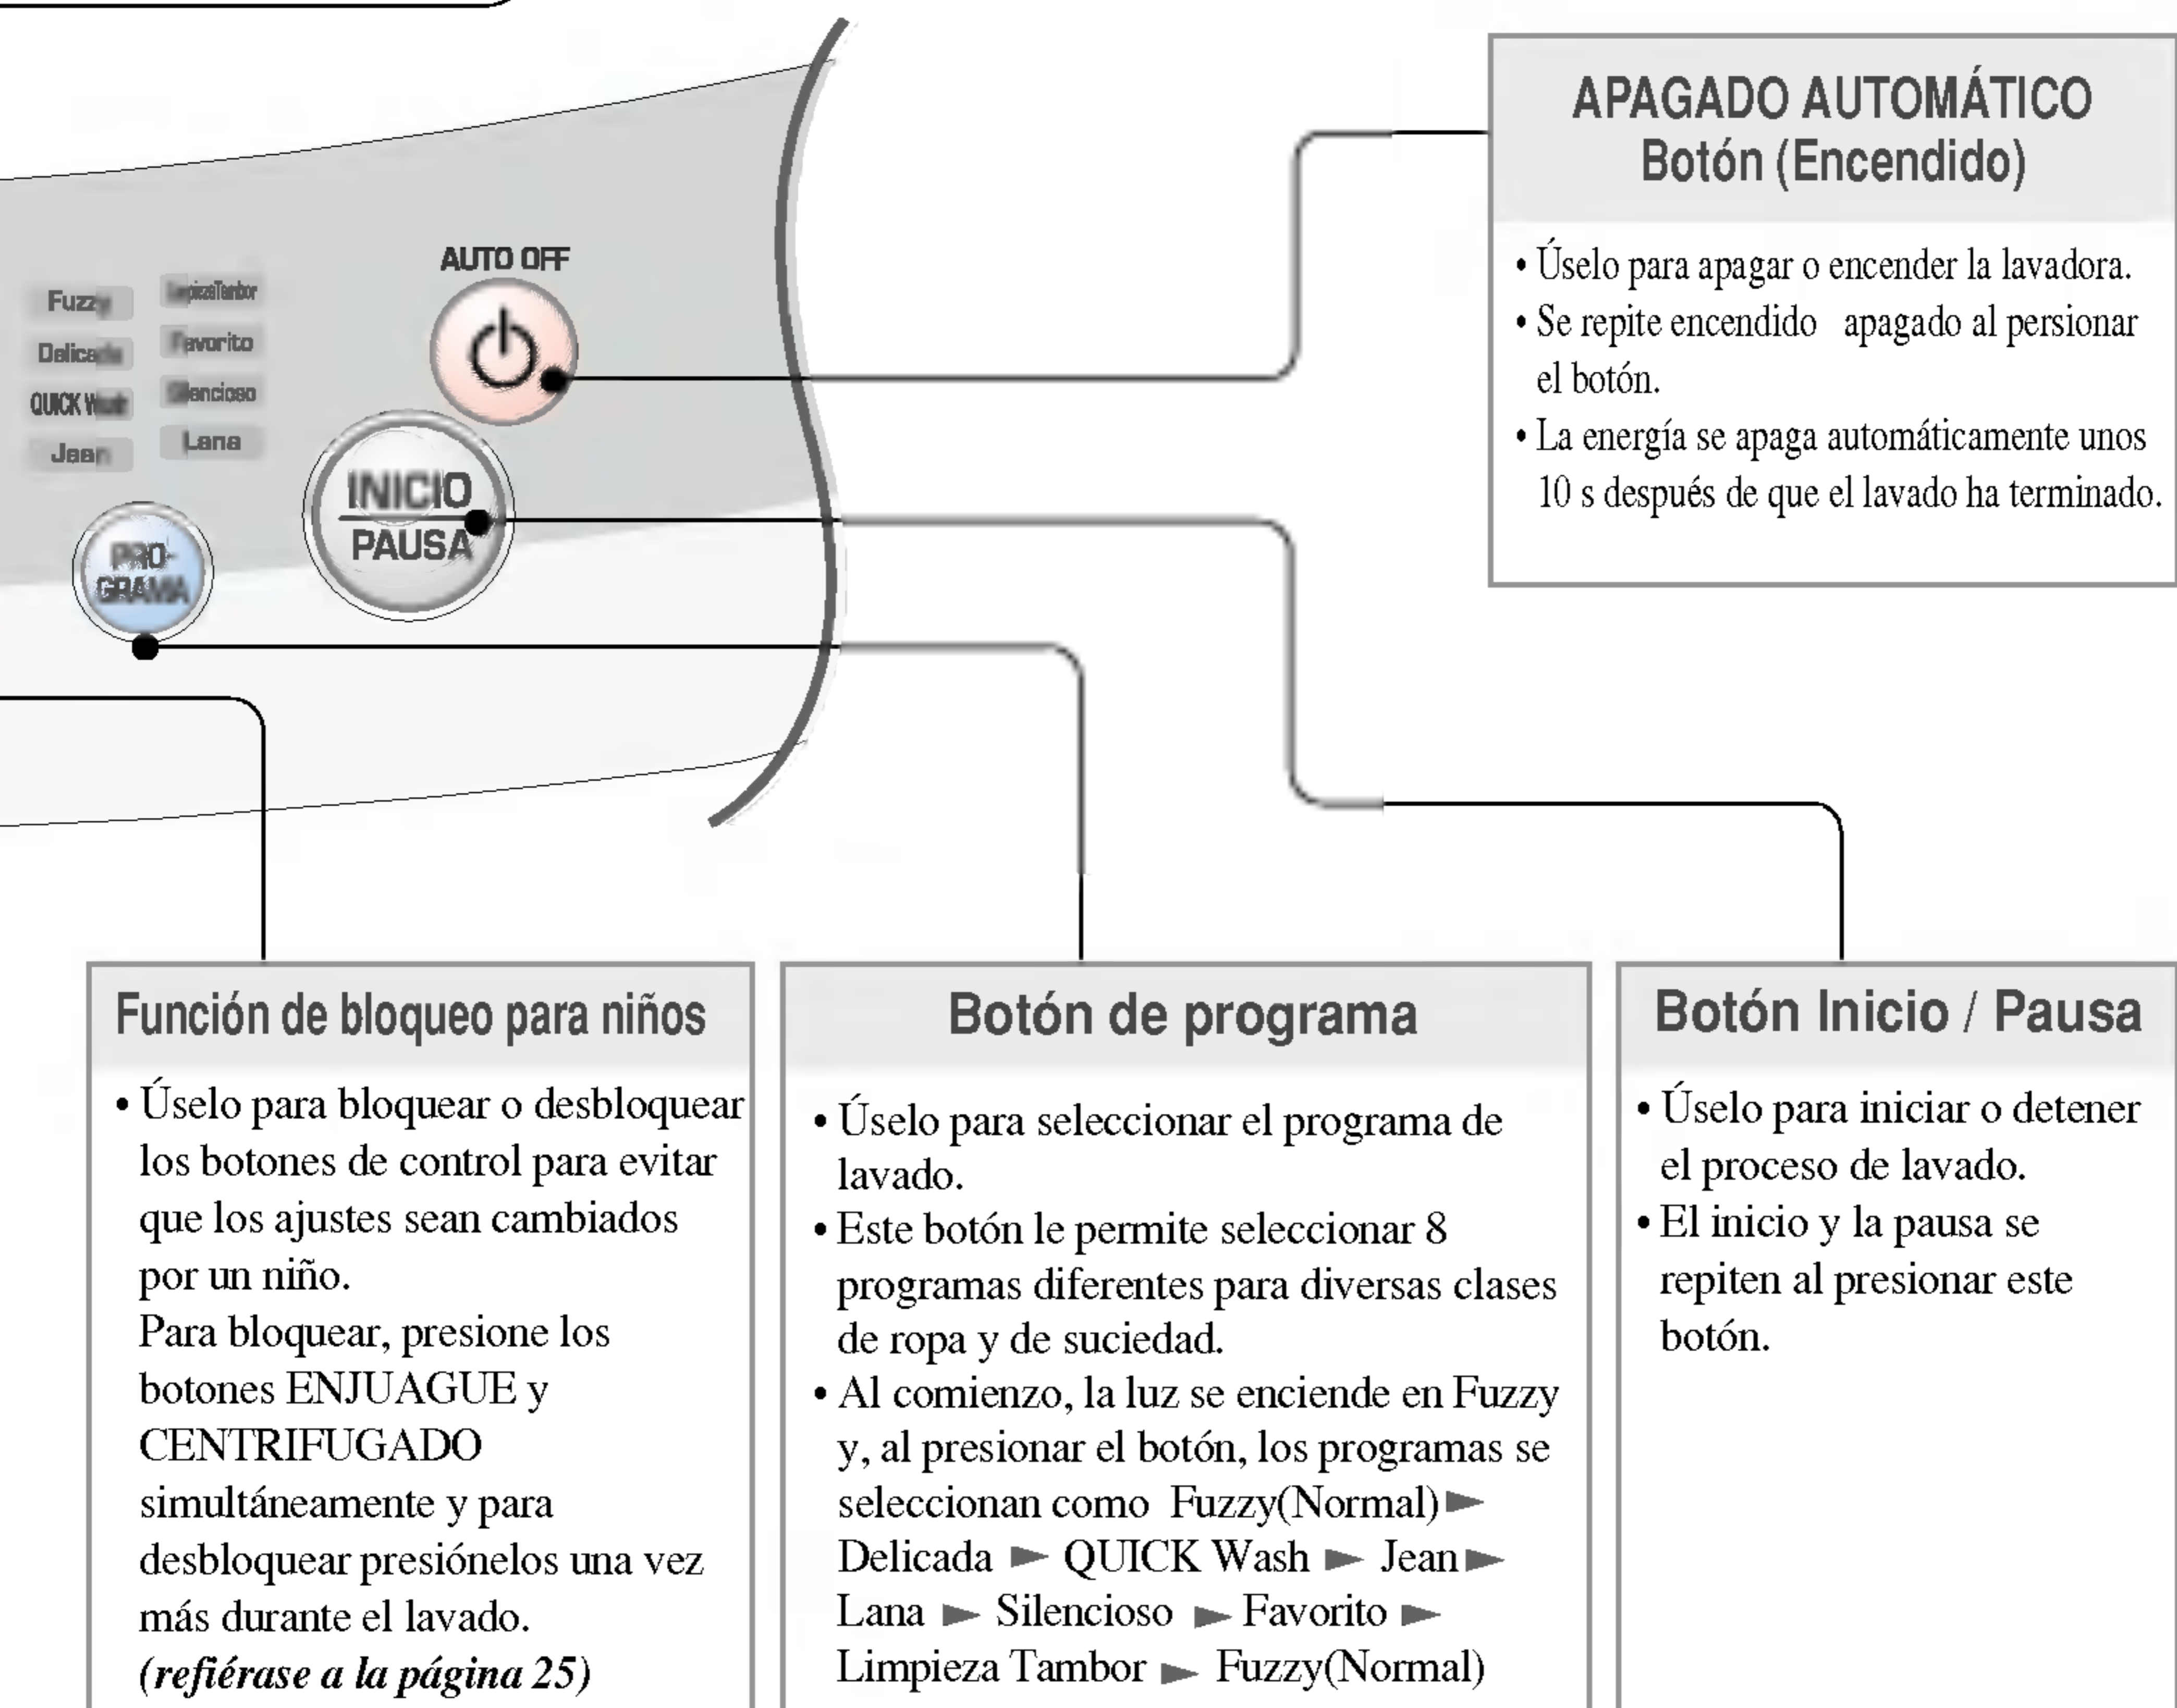 APAGADO AUTOMÁTICO
Botón (Encendido)
• Úselo para apagar o encender la lavadora.
• Se repite encendido apagado al persionar
el botón.
• La energía se apaga automáticamente unos
10 s después de que el lavado ha terminado.
AUTO OFF
Fuzzy
Delicada
Favorito
QUICK Wash
Silencioso
Jean
Lana
INICIO
PAUSA
PRO-
GRAMA
Función de bloqueo para niños
• Úselo para bloquear o desbloquear
los botones de control para evitar
que los ajustes sean cambiados
por un niño.
Para bloquear, presione los
botones ENJUAGUE y
CENTRIFUGADO
simultáneamente y para
desbloquear presiónelos una vez
más durante el lavado.
(refiérase a la página 25)
Botón de programa
• Úselo para seleccionar el programa de
lavado.
• Este botón le permite seleccionar 8
programas diferentes para diversas clases
de ropa y de suciedad.
• Al comienzo, la luz se enciende en Fuzzy
y, al presionar el botón, los programas se
seleccionan como Fuzzy(Normal) ►
Delicada ► QUICK Wash ► Jean ►
Lana ► Silencioso ► Favorito ►
Limpieza Tambor ► Fuzzy(Normal)
Botón Inicio / Pausa
• Úselo para iniciar o detener
el proceso de lavado.
• El inicio y la pausa se
repiten al presionar este
botón.